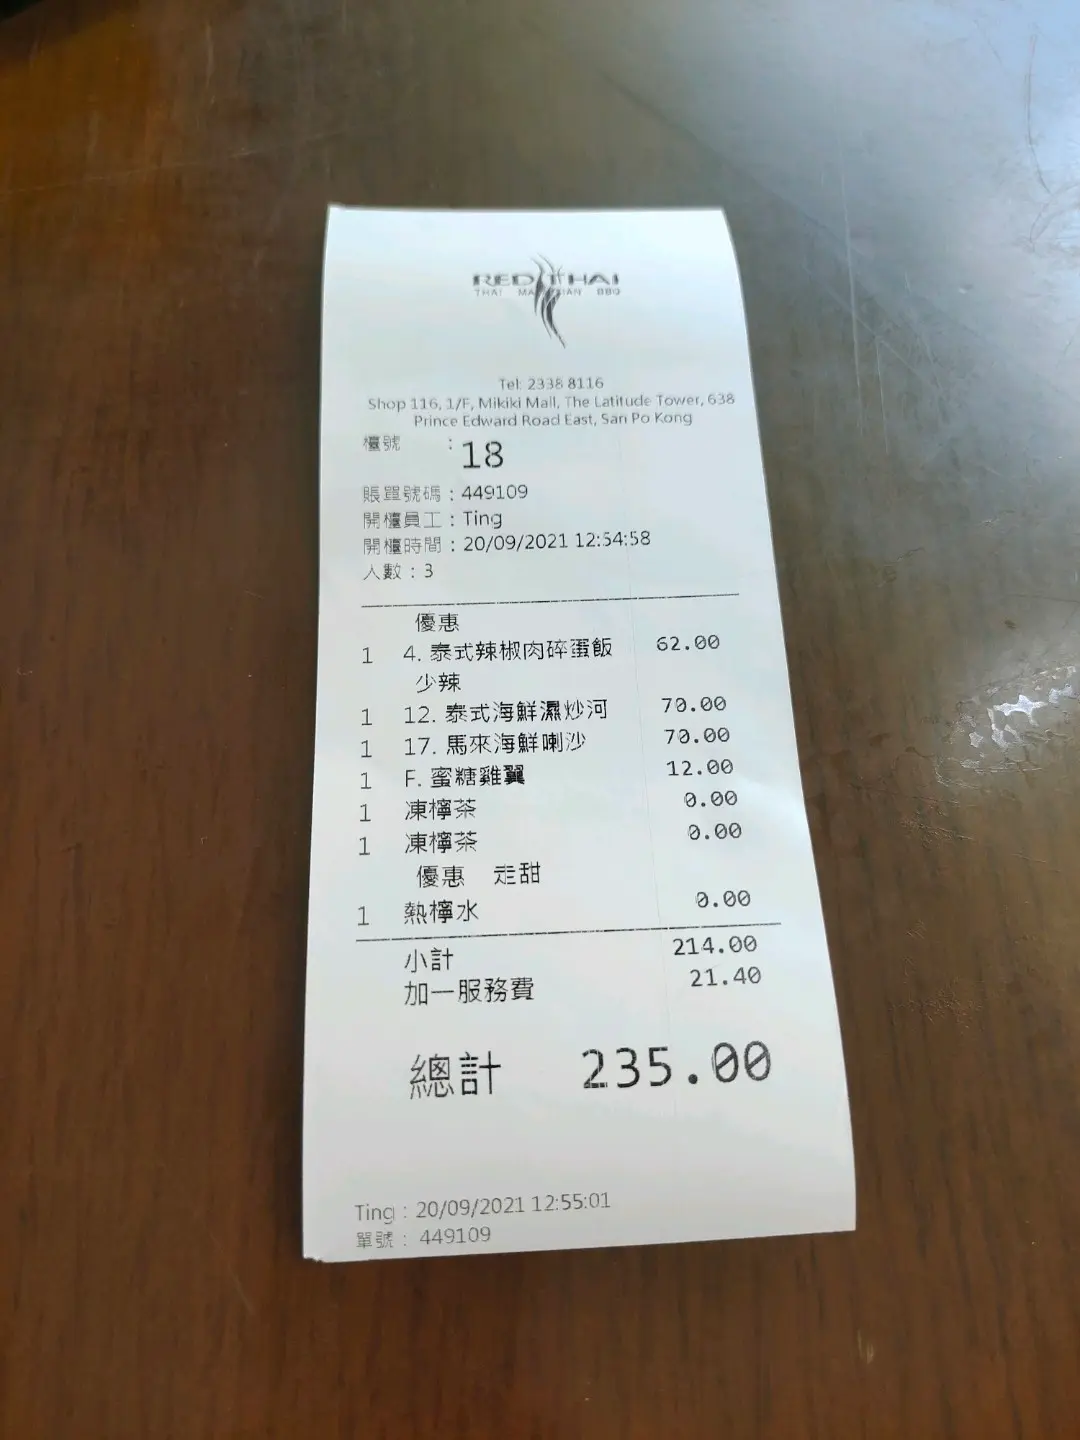 RED THAI
THAI MALAYSIAN BBQ
Tel: 2338 8116
Shop 116, 1/F, Mikiki Mall, The Latitude Tower, 638
Prince Edward Road East, San Po Kong
檯號 : 18
賬單號碼 : 449109
開檯員工 : Ting
開檯時間 : 20/09/2021 12:54:58
人數 : 3
優惠
1 4. 泰式辣椒肉碎蛋飯 62.00
少辣
1 12. 泰式海鮮濕炒河 70.00
1 17. 馬來海鮮喇沙 70.00
1 F. 蜜糖雞翼 12.00
1 凍檸茶 0.00
1 凍檸茶 0.00
優惠 走甜
1 熱檸水 0.00
小計 214.00
加一服務費 21.40
總計 235.00
Ting : 20/09/2021 12:55:01
單號 : 449109